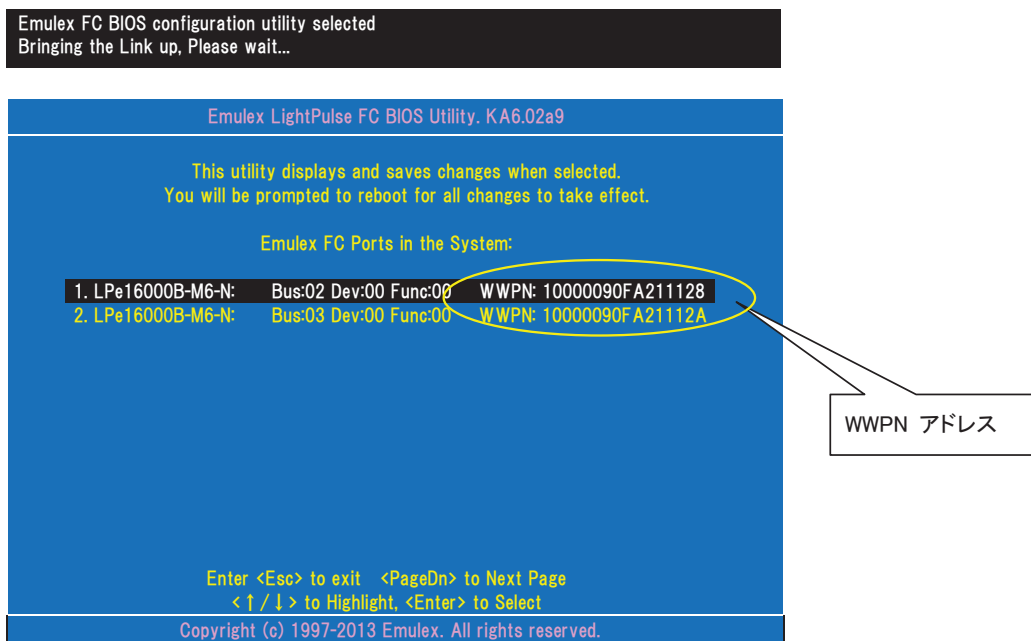 Emulex FC BIOS configuration utility selected
Bringing the Link up, Please wait...
Emulex LightPulse FC BIOS Utility. KA6.02a9
This utility displays and saves changes when selected.
You will be prompted to reboot for all changes to take effect.
Emulex FC Ports in the System:
1. LPe16000B-M6-N: Bus:02 Dev:00 Func:00 WWPN: 10000090FA211128
2. LPe16000B-M6-N: Bus:03 Dev:00 Func:00 WWPN: 10000090FA21112A
WWPN アドレス
Enter <Esc> to exit <PageDn> to Next Page
<↑/↓> to Highlight, <Enter> to Select
Copyright (c) 1997-2013 Emulex. All rights reserved.